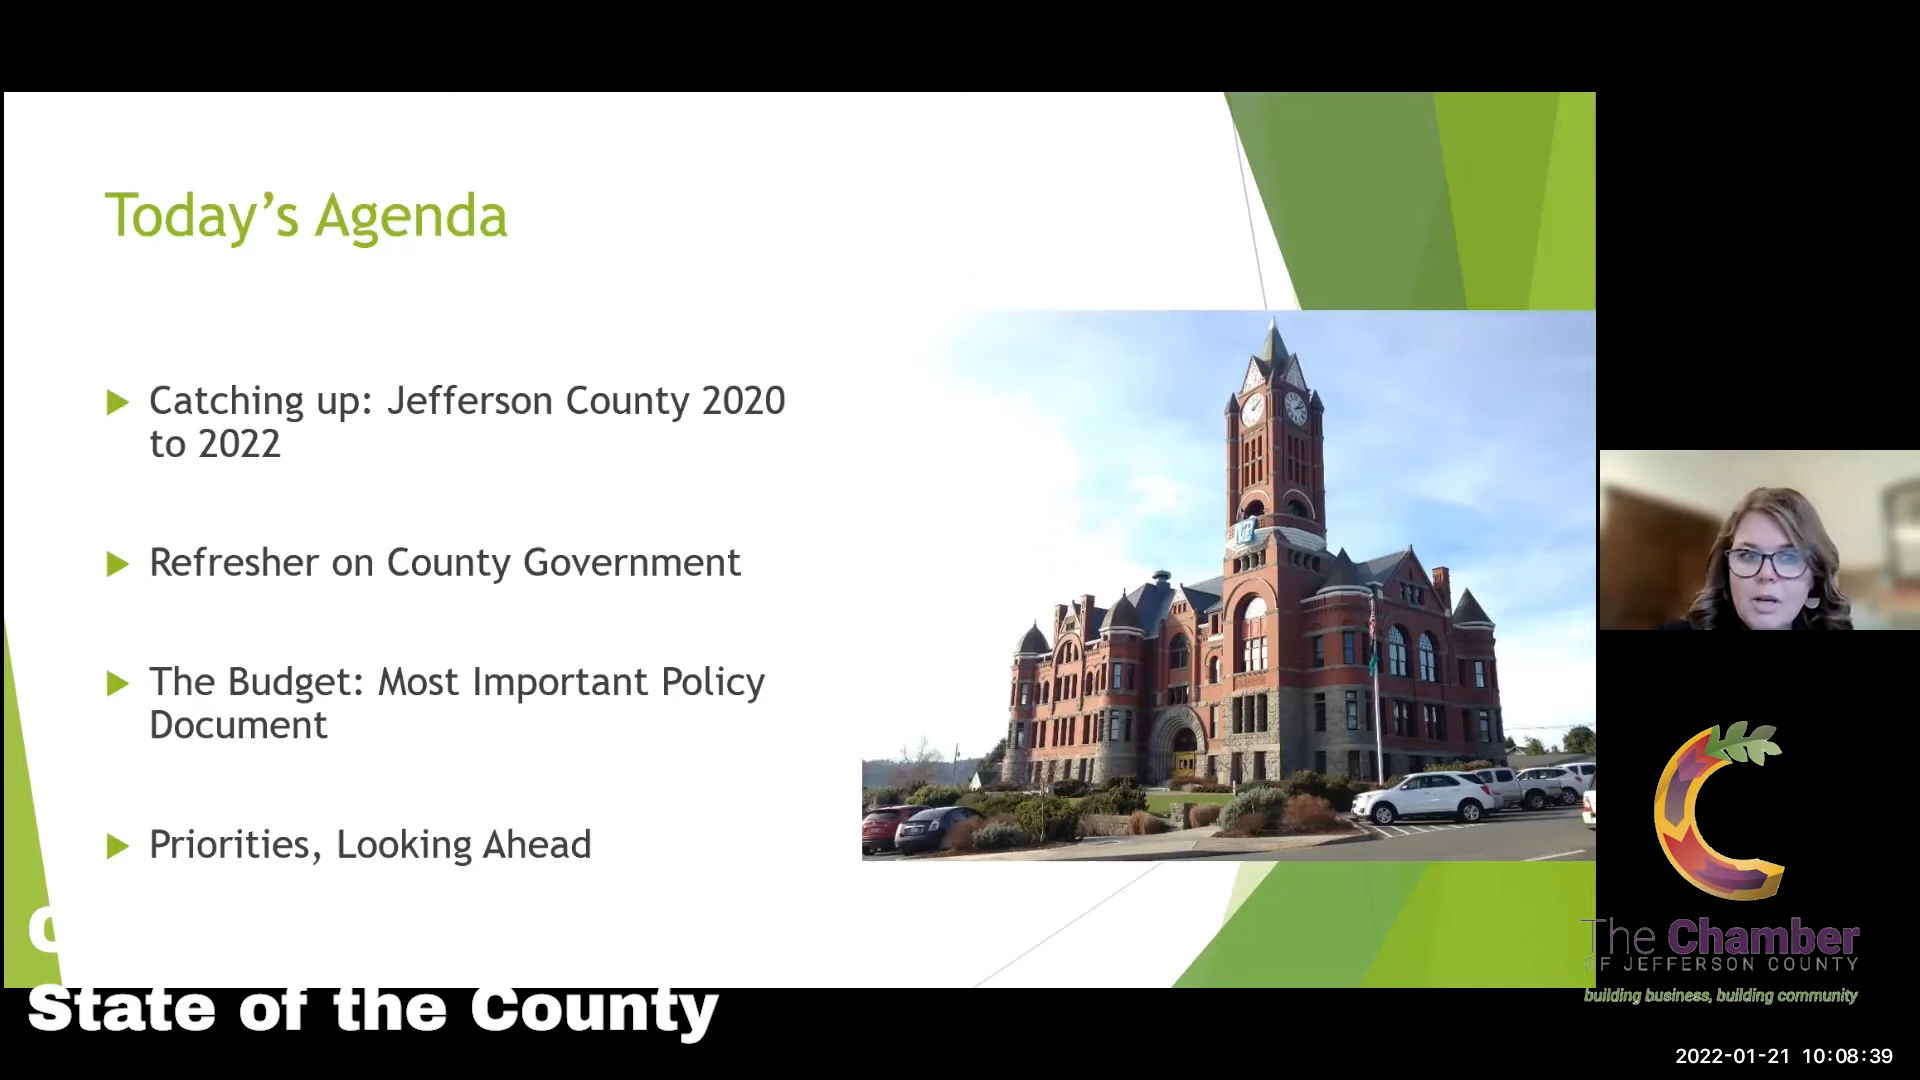 Today's Agenda
Catching up: Jefferson County 2020
to 2022
Refresher on County Government
The Budget: Most Important Policy
Document
Priorities, Looking Ahead
State of the County
The Chamber
OF JEFFERSON COUNTY
building business, building community
2022-01-21 10:08:39